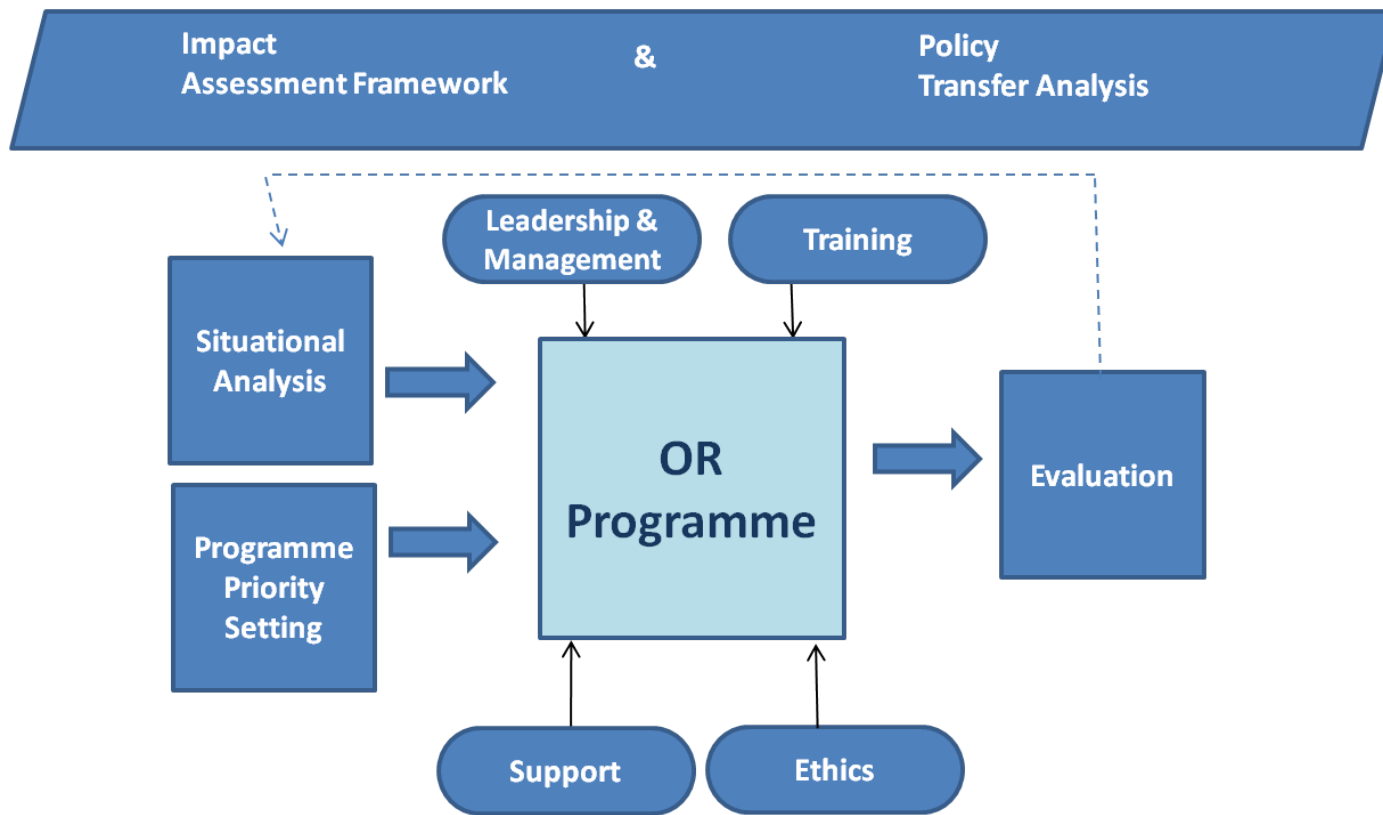 Impact
Assessment Framework
&
Policy
Transfer Analysis
Leadership &
Management
Training
Situational
Analysis
OR
Programme
Evaluation
Programme
Priority
Setting
Support
Ethics